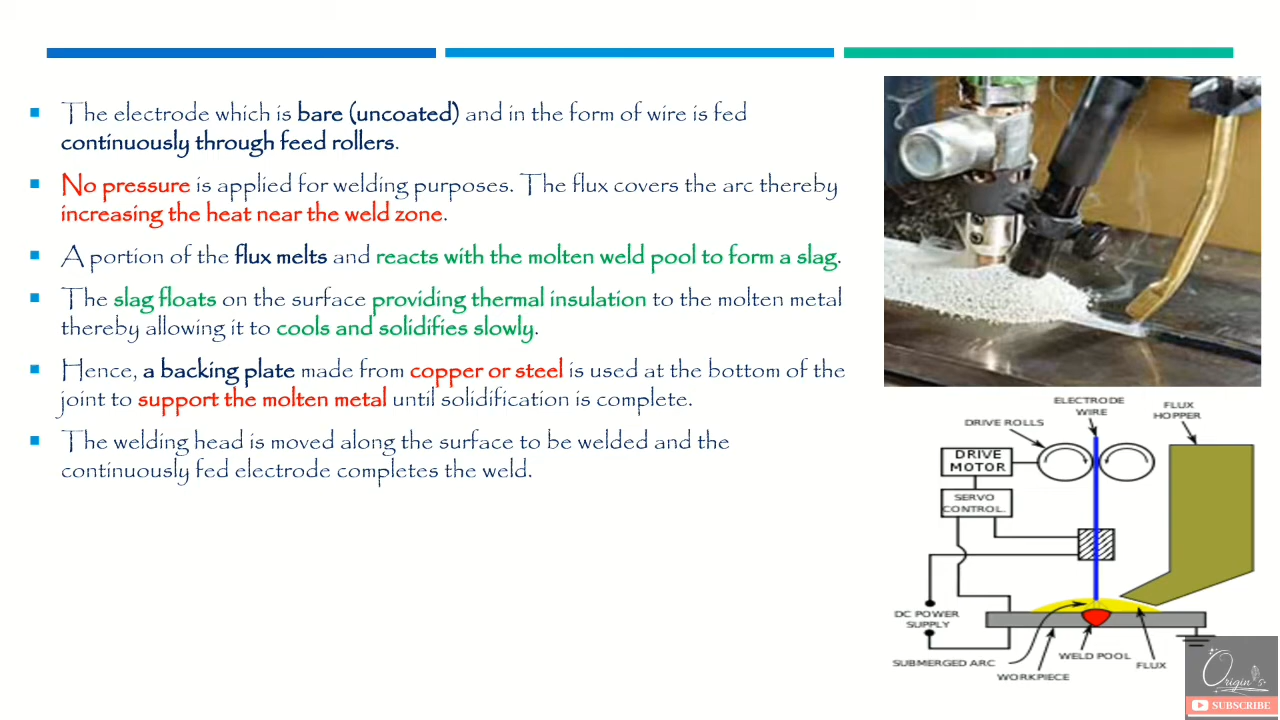 The electrode which is bare (uncoated) and in the form of wire is fed
continuously through feed rollers.
No pressure is applied for welding purposes. The flux covers the arc thereby
increasing the heat near the weld zone.
A portion of the flux melts and reacts with the molten weld pool to form a slag.
The slag floats on the surface providing thermal insulation to the molten metal
thereby allowing it to cools and solidifies slowly.
Hence, a backing plate made from copper or steel is used at the bottom of the
joint to support the molten metal until solidification is complete.
The welding head is moved along the surface to be welded and the
continuously fed electrode completes the weld.
ELECTRODE
WIRE
FLUX
HOPPER
DRIVE ROLLS
DRIVE
MOTOR
SERVO
CONTROL.
DC POWER
SUPPLY
SUBMERGED ARC
WORKPIECE
WELD POOL
FLUX
Origin's
SUBSCRIBE